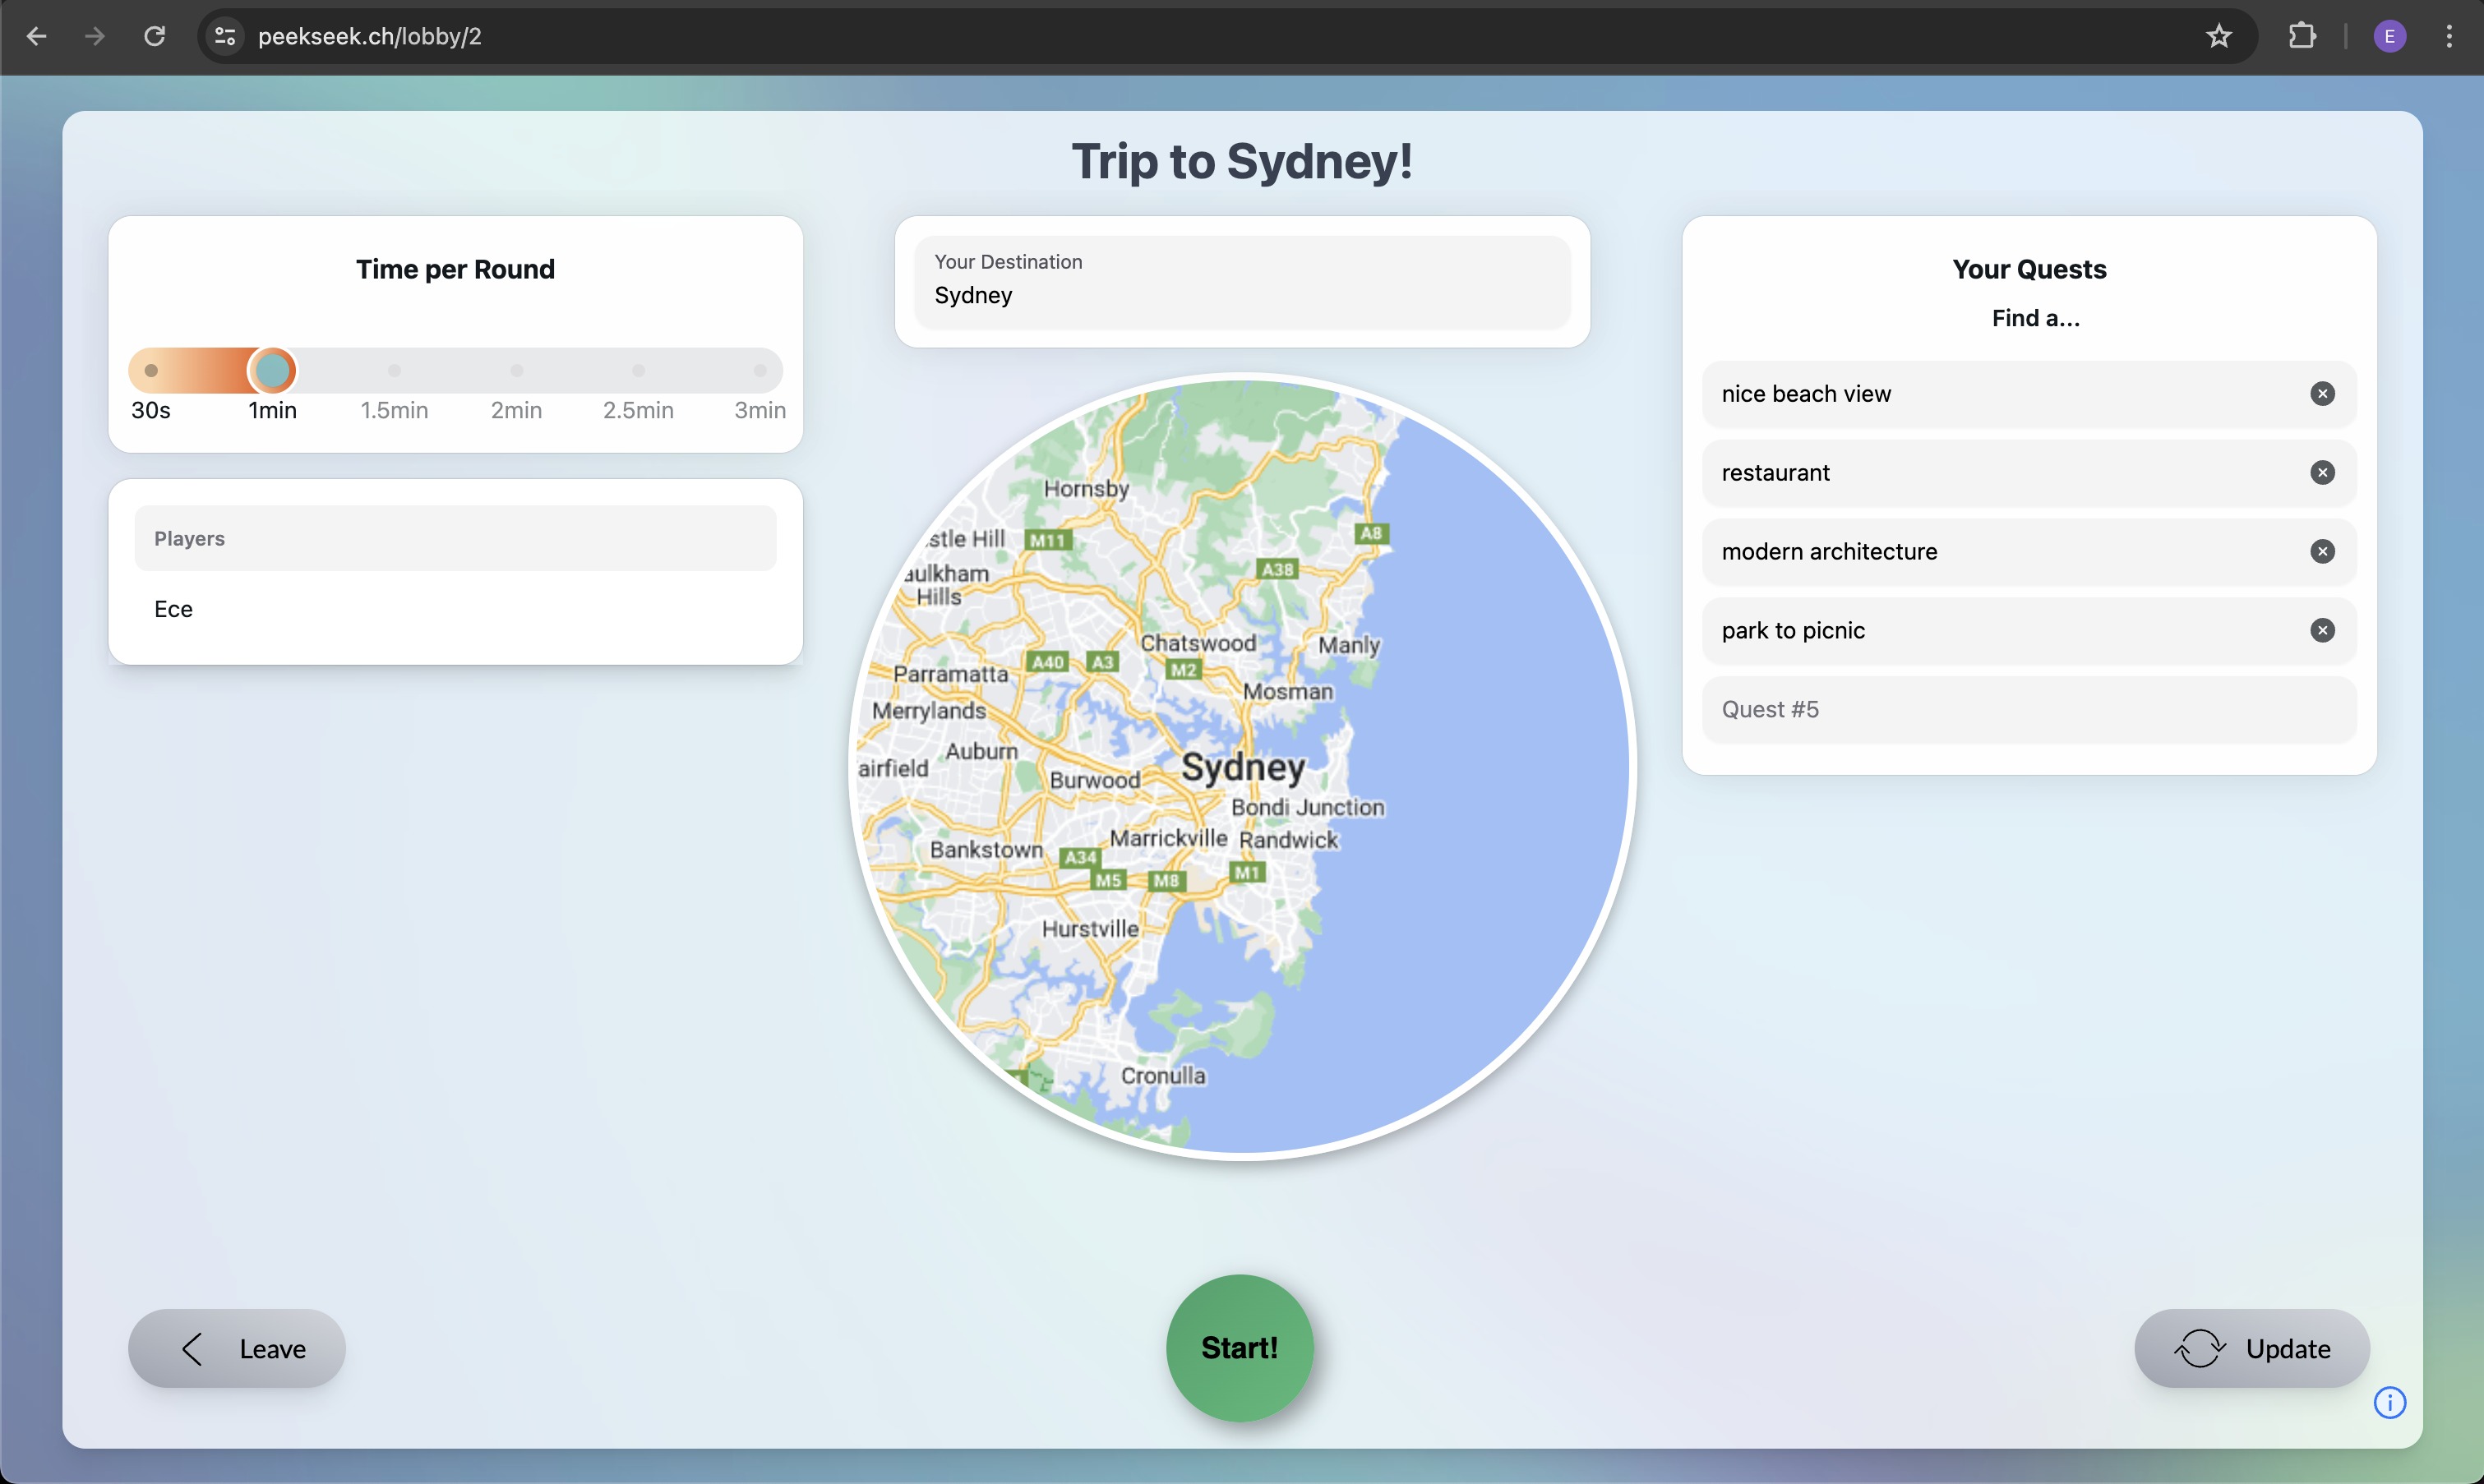 peekseek.ch/lobby/2
E
Trip to Sydney!
Time per Round
30s 1min 1.5min 2min 2.5min 3min
Players
Ece
Your Destination
Sydney
Hornsby
stle Hill M11 A8
aulkham A38
Hills
Chatswood Manly
Parramatta A40 A3 M2
Mosman
Merrylands
Auburn
airfield Burwood Sydney
Bondi Junction
Bankstown Marrickville Randwick
A34 M5 M8 M1
Hurstville
Cronulla
Your Quests
Find a...
nice beach view
restaurant
modern architecture
park to picnic
Quest #5
Leave
Start!
Update